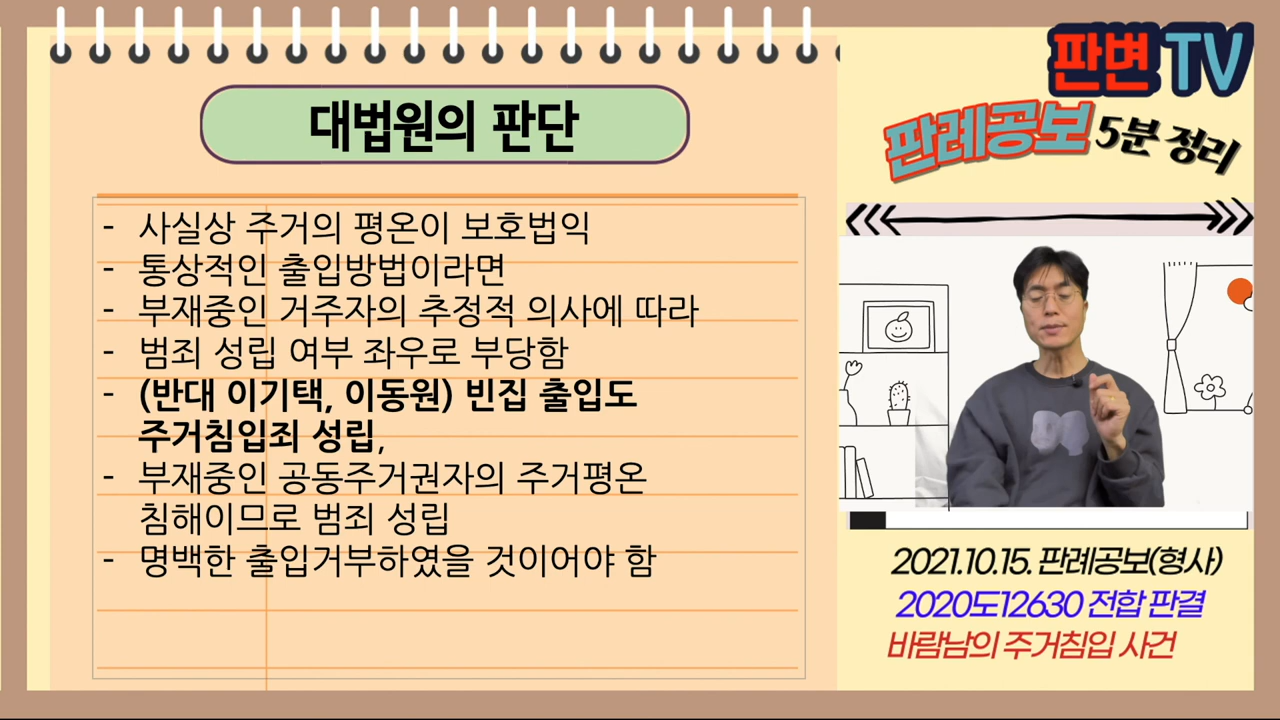 대법원의 판단
- 사실상 주거의 평온이 보호법익
- 통상적인 출입방법이라면
- 부재중인 거주자의 추정적 의사에 따라
- 범죄 성립 여부 좌우로 부당함
- (반대 이기택, 이동원) 빈집 출입도
주거침입죄 성립,
- 부재중인 공동주거권자의 주거평온
침해이므로 범죄 성립
- 명백한 출입거부하였을 것이어야 함
판변 TV
판례공보 5분 정리
2021.10.15. 판례공보(형사)
2020도12630 전합 판결
바람남의 주거침입 사건